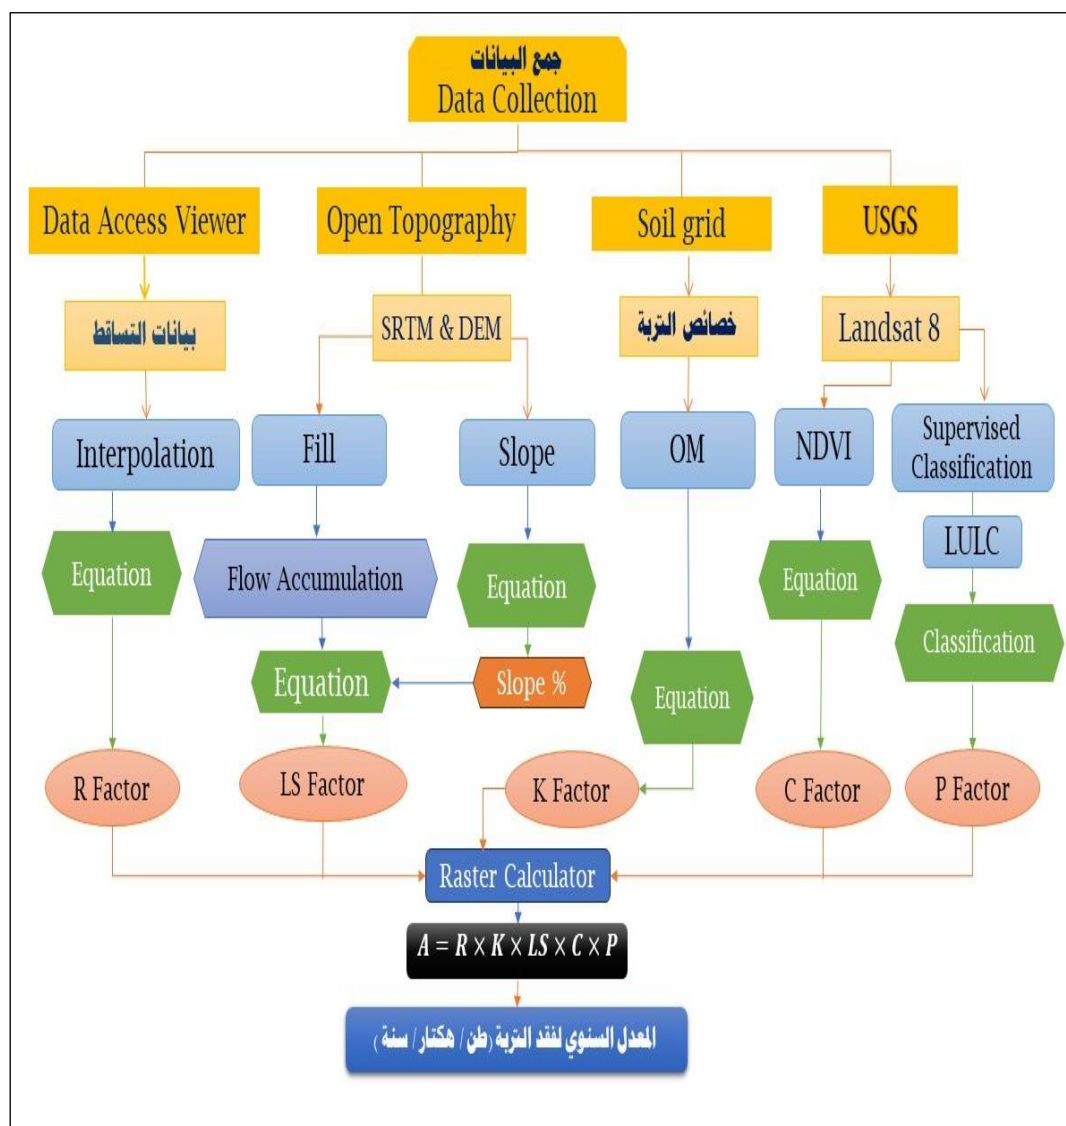 جمع البيانات
Data Collection
Data Access Viewer
Open Topography
Soil grid
USGS
بيانات التساقط
SRTM & DEM
خصائص التربة
Landsat 8
Interpolation
Fill
Slope
OM
NDVI
Supervised
Classification
LULC
Equation
Flow Accumulation
Equation
Equation
Classification
Equation
Slope %
Equation
R Factor
LS Factor
K Factor
C Factor
P Factor
Raster Calculator
A = R × K × LS × C × P
المعدل السنوي لفقد التربة (طن / هكتار / سنة )